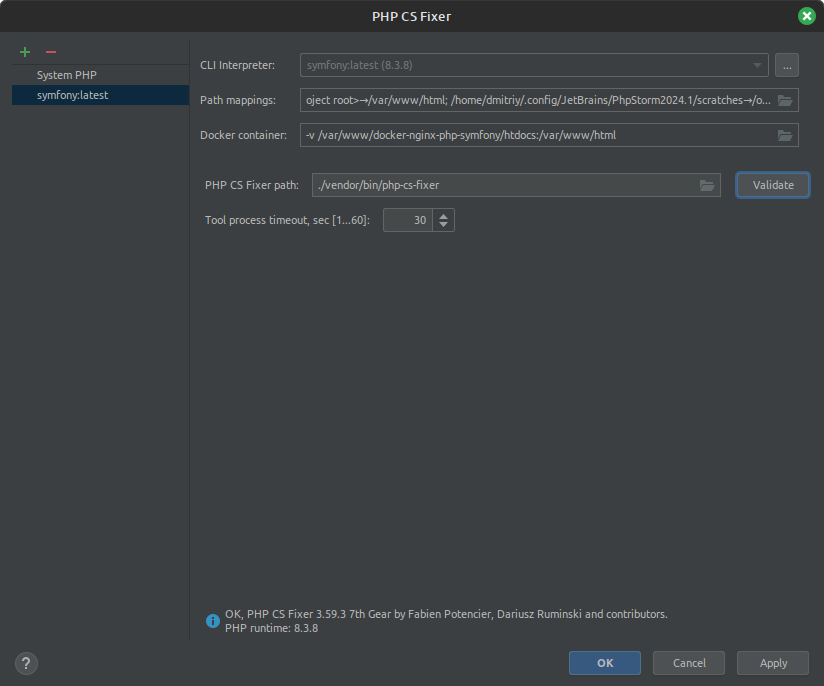 PHP CS Fixer
System PHP
symfony:latest
CLI Interpreter: symfony:latest (8.3.8) ...
Path mappings: oject root>→/var/www/html; /home/dmitriy/.config/JetBrains/PhpStorm2024.1/scratches→/o...
Docker container: -v /var/www/docker-nginx-php-symfony/htdocs:/var/www/html
PHP CS Fixer path: ./vendor/bin/php-cs-fixer Validate
Tool process timeout, sec [1...60]: 30
OK, PHP CS Fixer 3.59.3 7th Gear by Fabien Potencier, Dariusz Ruminski and contributors.
PHP runtime: 8.3.8
? OK Cancel Apply